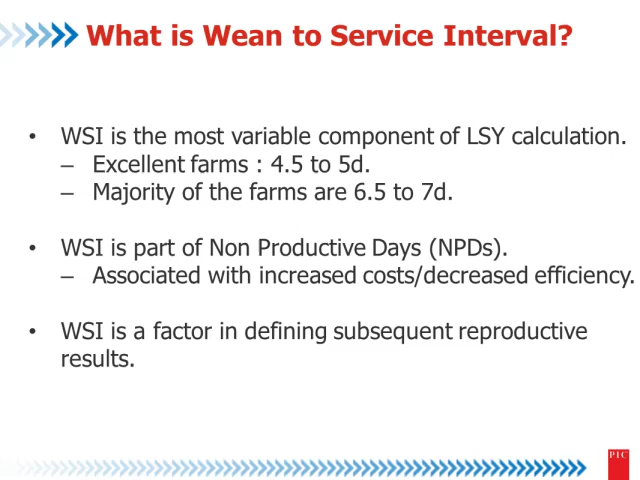 What is Wean to Service Interval?
• WSI is the most variable component of LSY calculation.
– Excellent farms : 4.5 to 5d.
– Majority of the farms are 6.5 to 7d.
• WSI is part of Non Productive Days (NPDs).
– Associated with increased costs/decreased efficiency.
• WSI is a factor in defining subsequent reproductive
results.
PIC